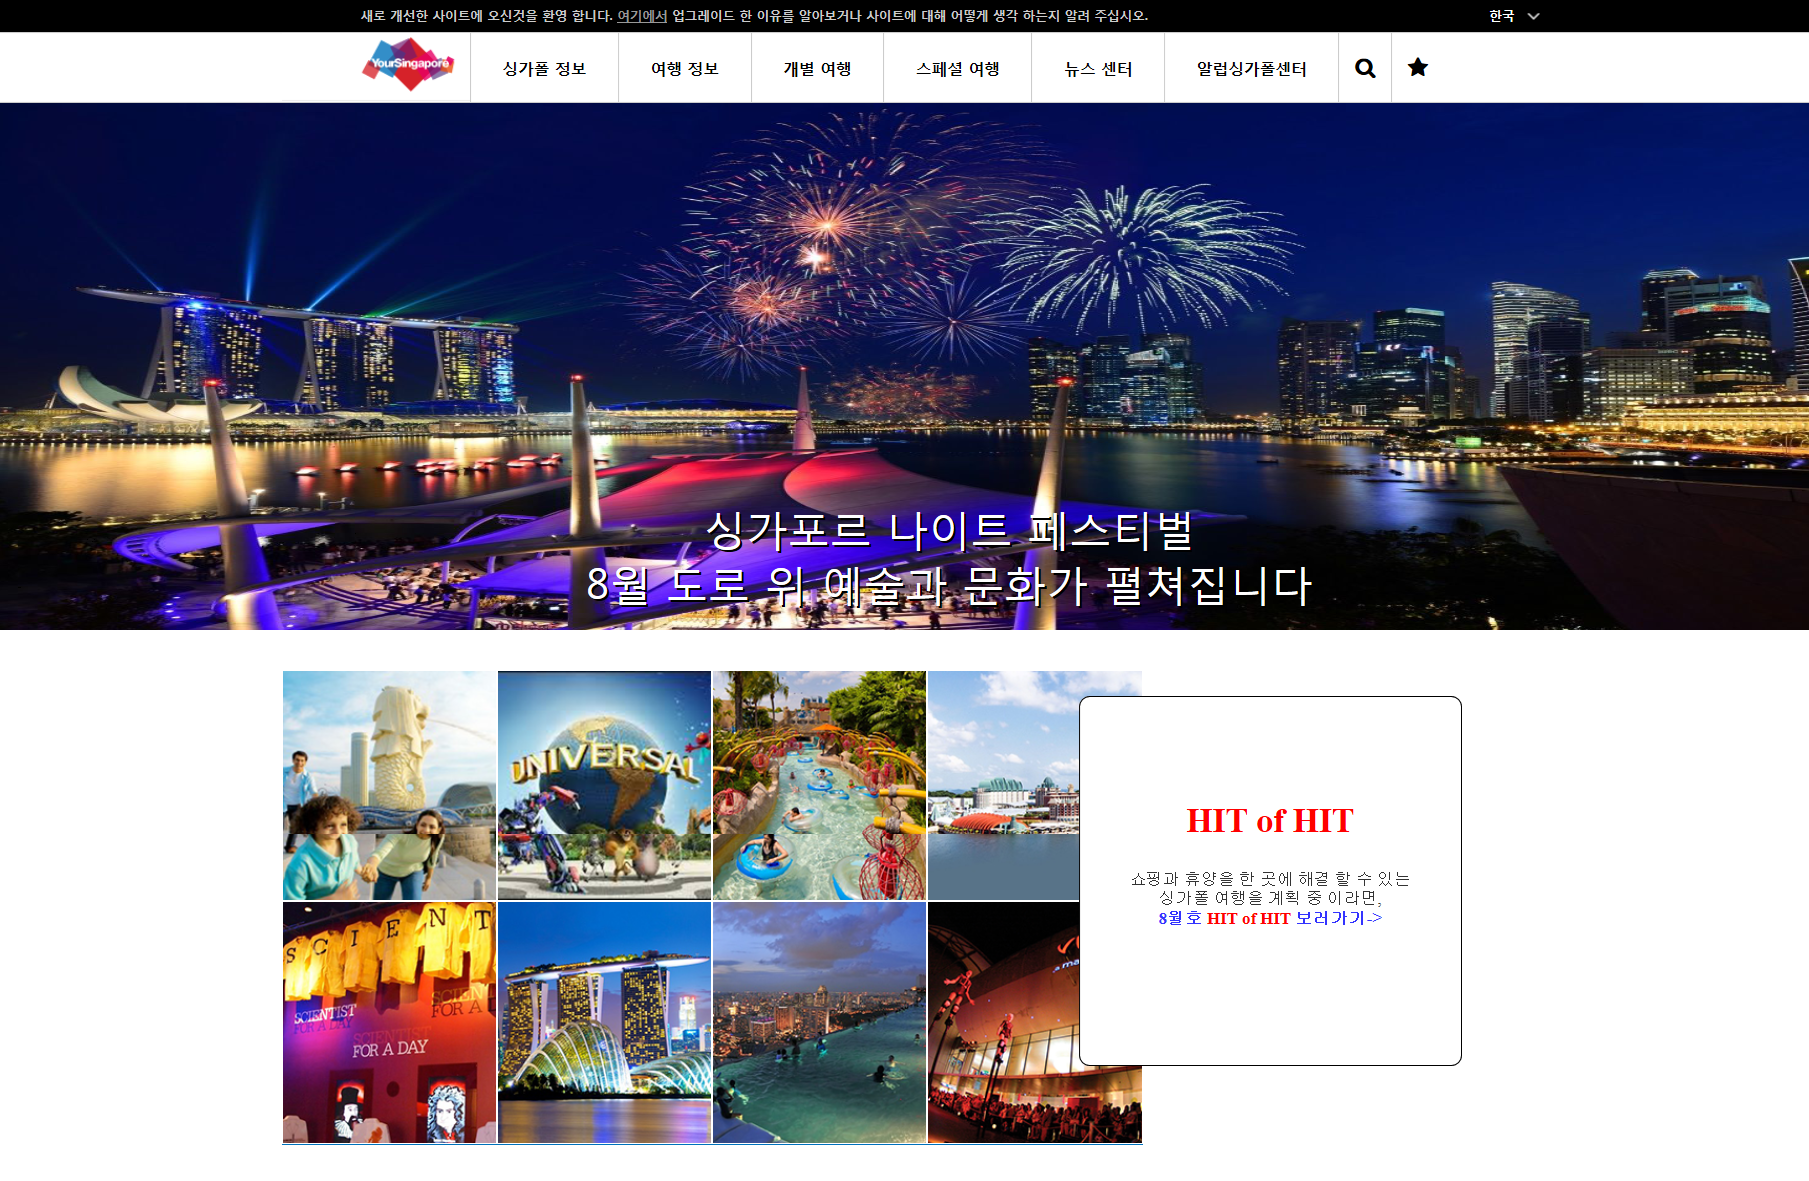 새로 개선한 사이트에 오신것을 환영 합니다. 여기에서 업그레이드 한 이유를 알아보거나 사이트에 대해 어떻게 생각 하는지 알려 주십시오.
한국
YourSingapore
싱가폴 정보
여행 정보
개별 여행
스페셜 여행
뉴스 센터
알럽싱가폴센터
싱가포르 나이트 페스티벌
8월 도로 위 예술과 문화가 펼쳐집니다
UNIVERSAL
HIT of HIT
쇼핑과 휴양을 한 곳에 해결 할 수 있는
싱가폴 여행을 계획 중 이라면,
8월호 HIT of HIT 보러가기->
SCIENT
SCIENTIST
FOR A DAY
SCIENTIST
FOR A DAY
SCIENT
FOR A D